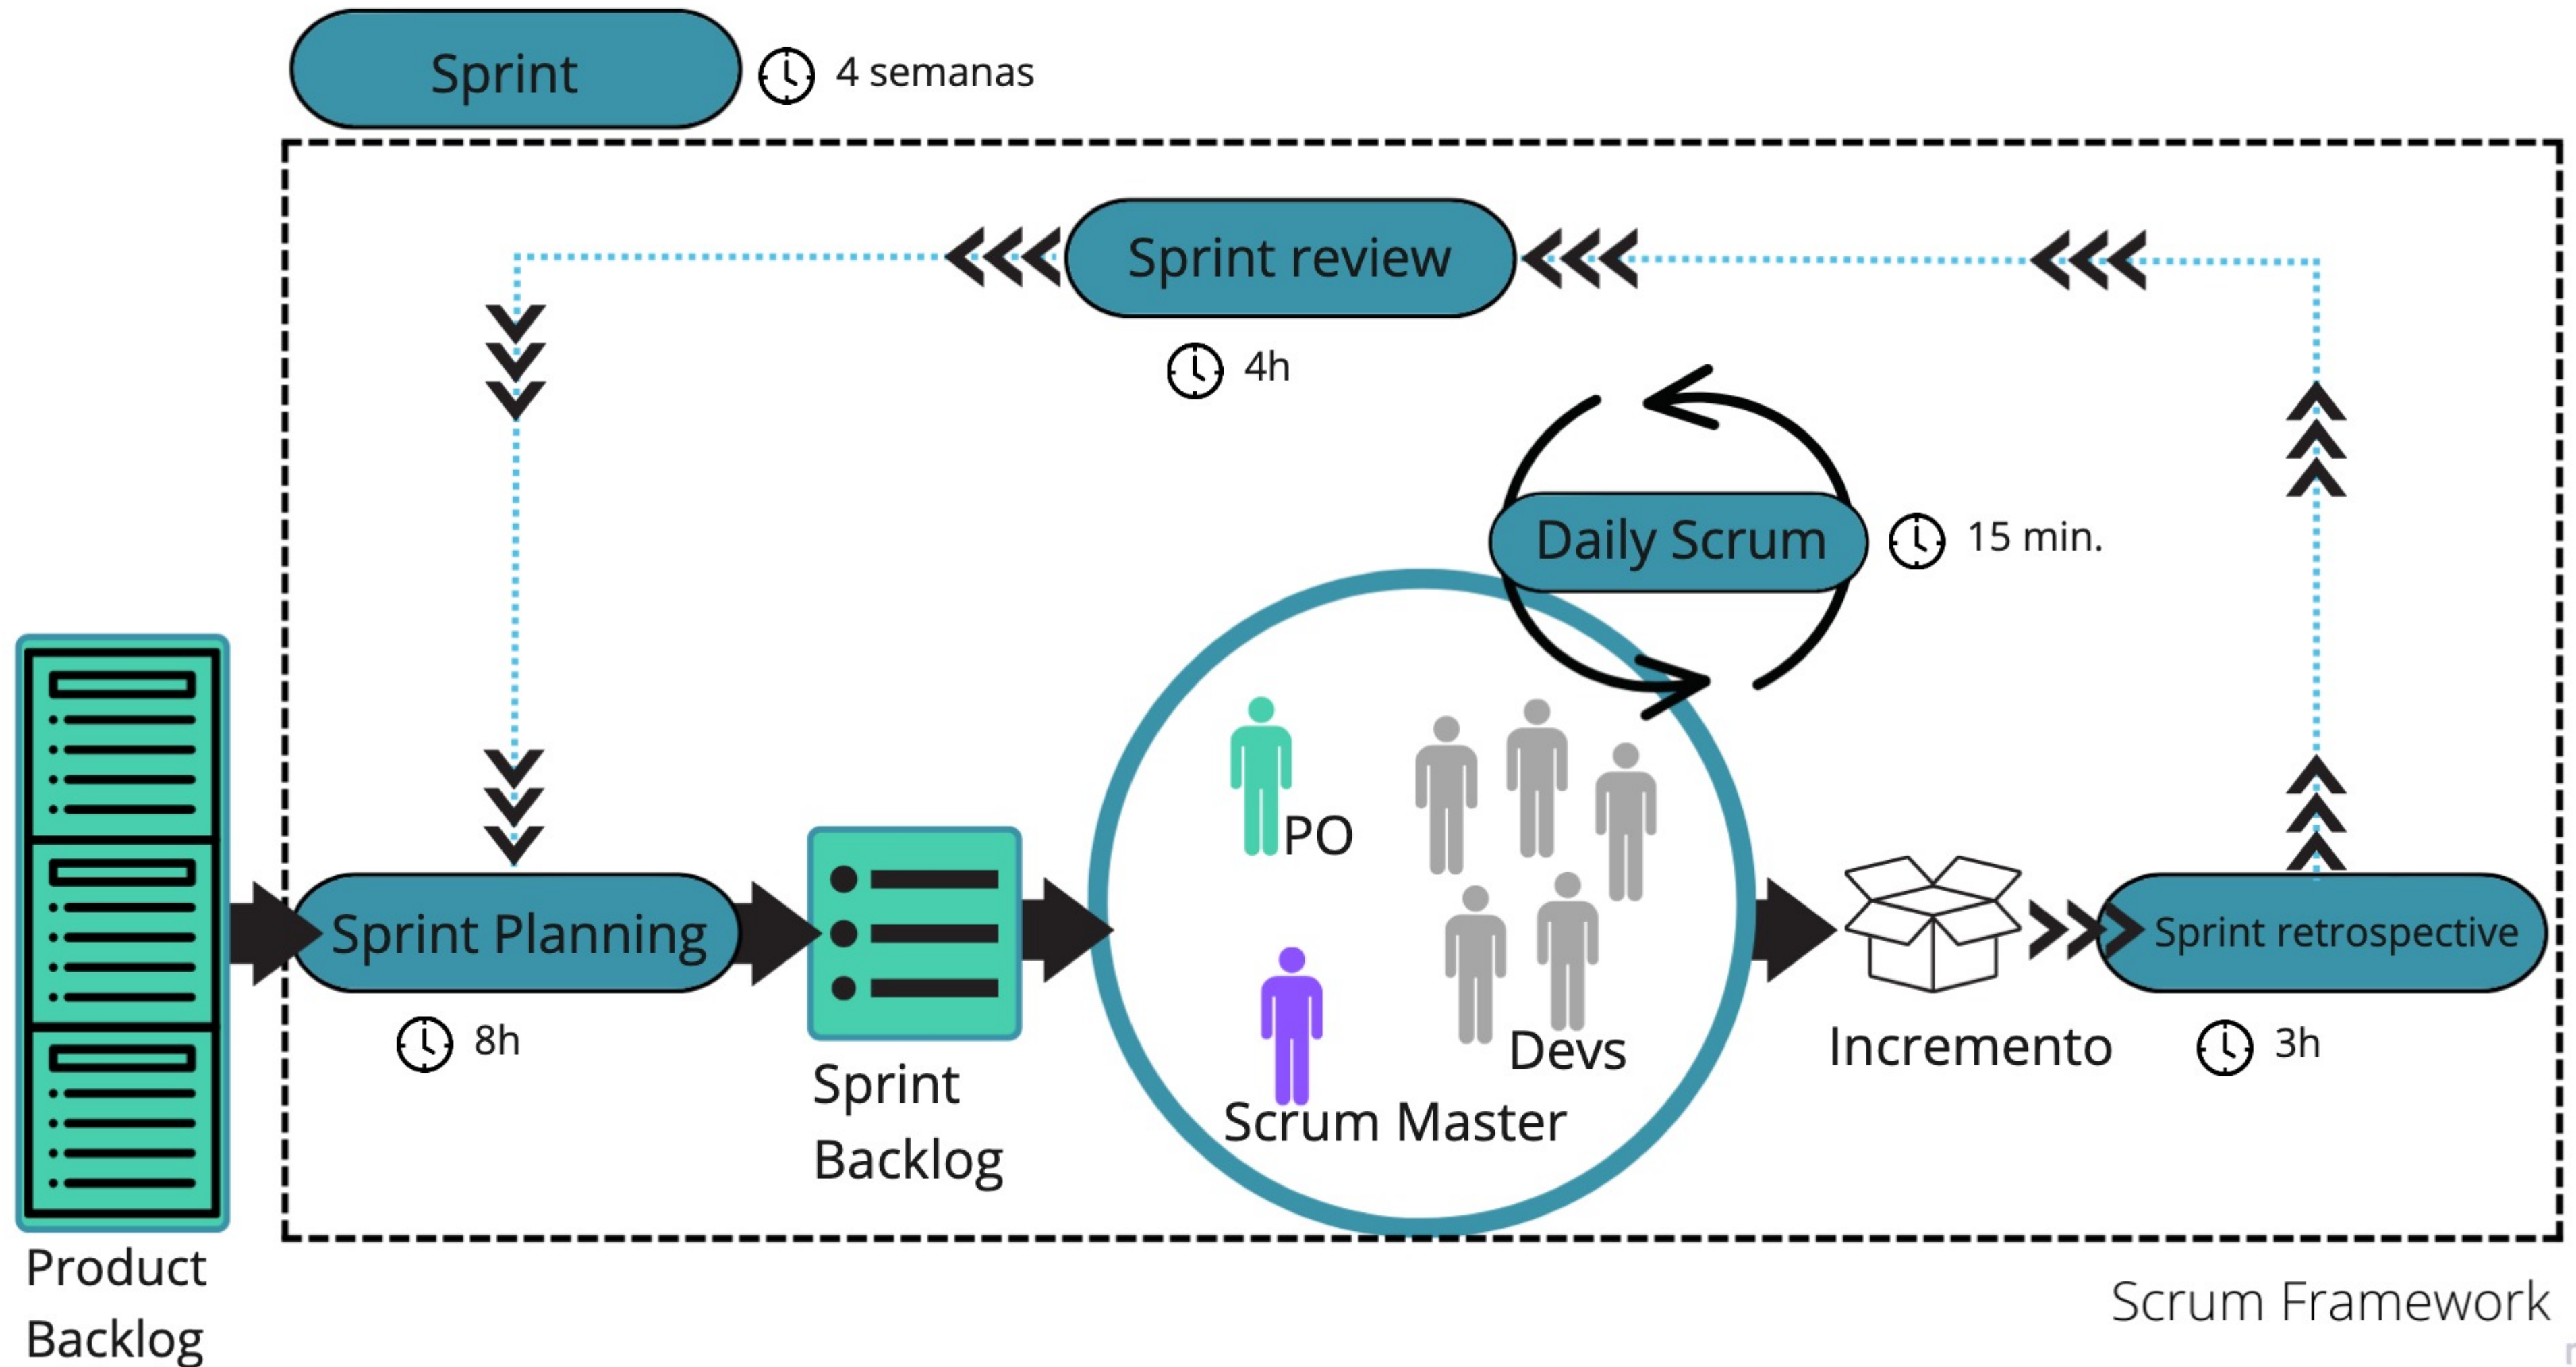 Sprint
4 semanas
Sprint review
4h
Daily Scrum
15 min.
PO
Devs
Scrum Master
Sprint Planning
8h
Sprint
Backlog
Incremento
Sprint retrospective
3h
Product
Backlog
Scrum Framework